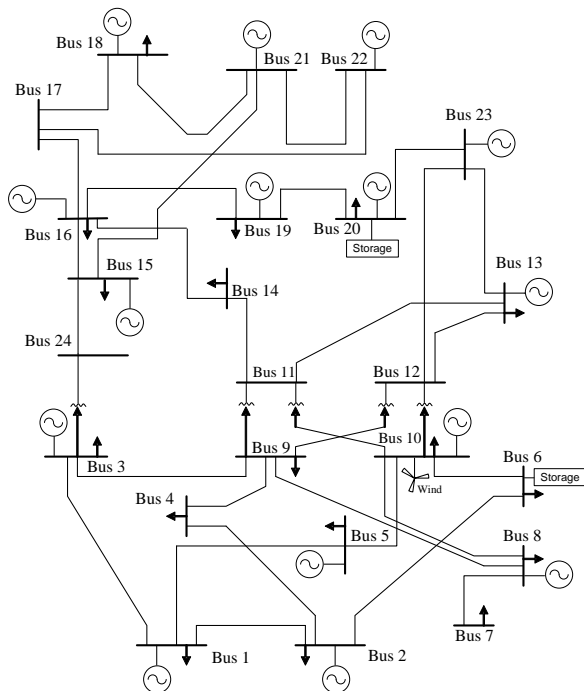 Bus 18
Bus 21
Bus 22
Bus 17
Bus 23
Bus 16
Bus 19
Bus 20
Storage
Bus 15
Bus 14
Bus 13
Bus 24
Bus 11
Bus 12
Bus 3
Bus 9
Bus 10
Bus 6
Wind
Storage
Bus 4
Bus 5
Bus 8
Bus 7
Bus 1
Bus 2